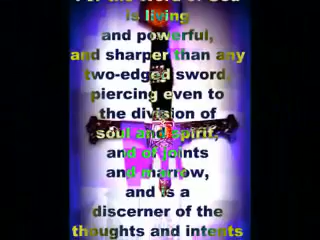 For the Word of God
is living
and powerful,
and sharper than any
two-edged sword,
piercing even to
the division of
soul and spirit,
and of joints
and marrow,
and is a
discerner of the
thoughts and intents